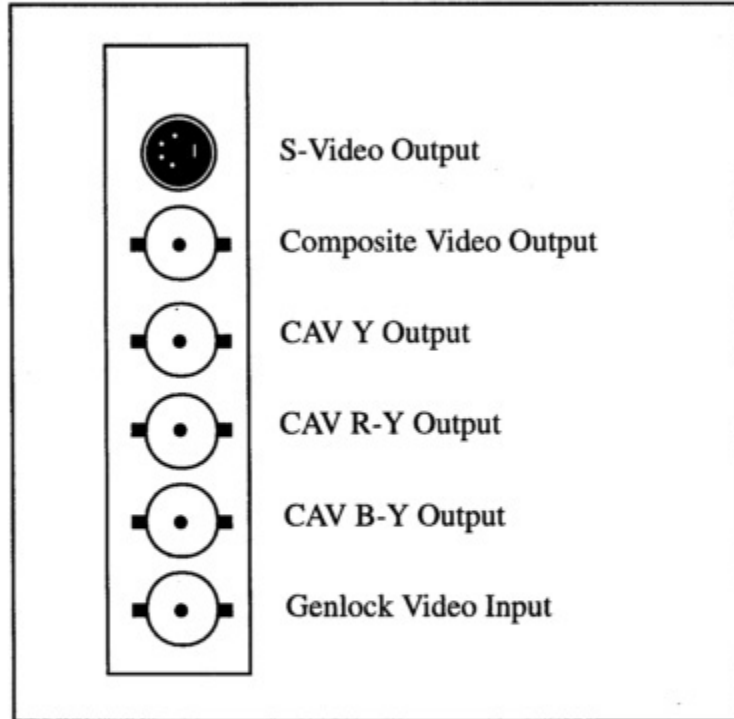 S-Video Output
Composite Video Output
CAV Y Output
CAV R-Y Output
CAV B-Y Output
Genlock Video Input